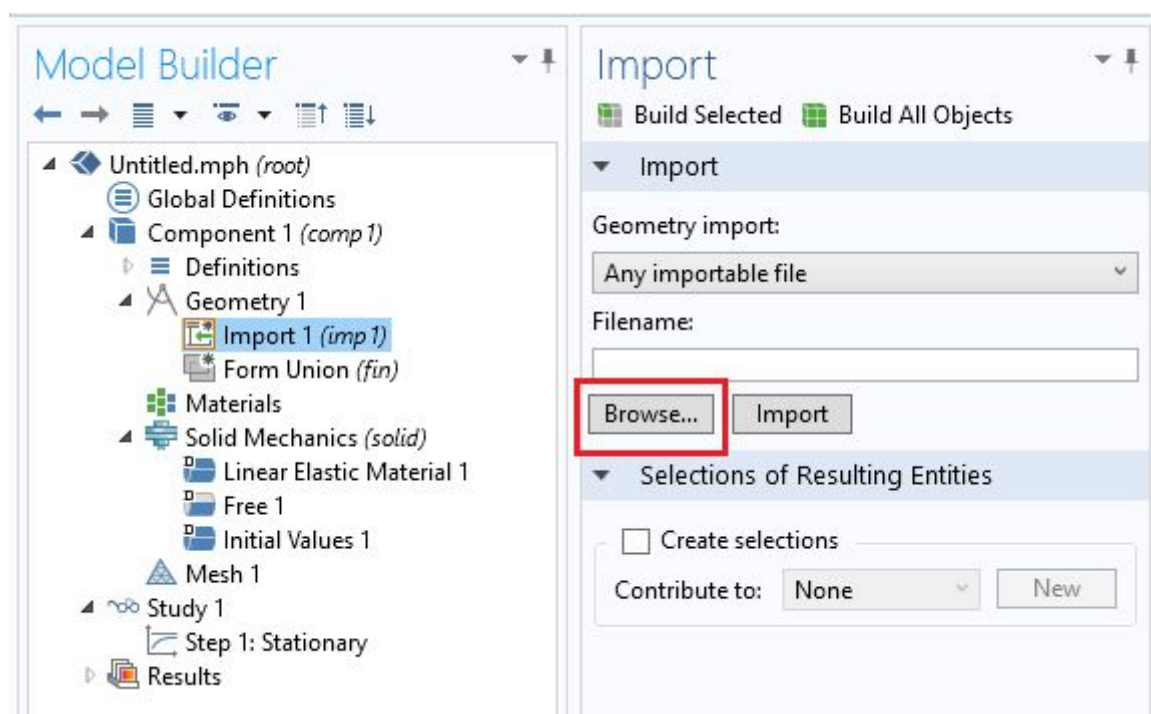 Model Builder
Untitled.mph (root)
Global Definitions
Component 1 (comp1)
Definitions
Geometry 1
Import 1 (imp1)
Form Union (fin)
Materials
Solid Mechanics (solid)
Linear Elastic Material 1
Free 1
Initial Values 1
Mesh 1
Study 1
Step 1: Stationary
Results
Import
Build Selected Build All Objects
Import
Geometry import:
Any importable file
Filename:
Browse... Import
Selections of Resulting Entities
Create selections
Contribute to: None New